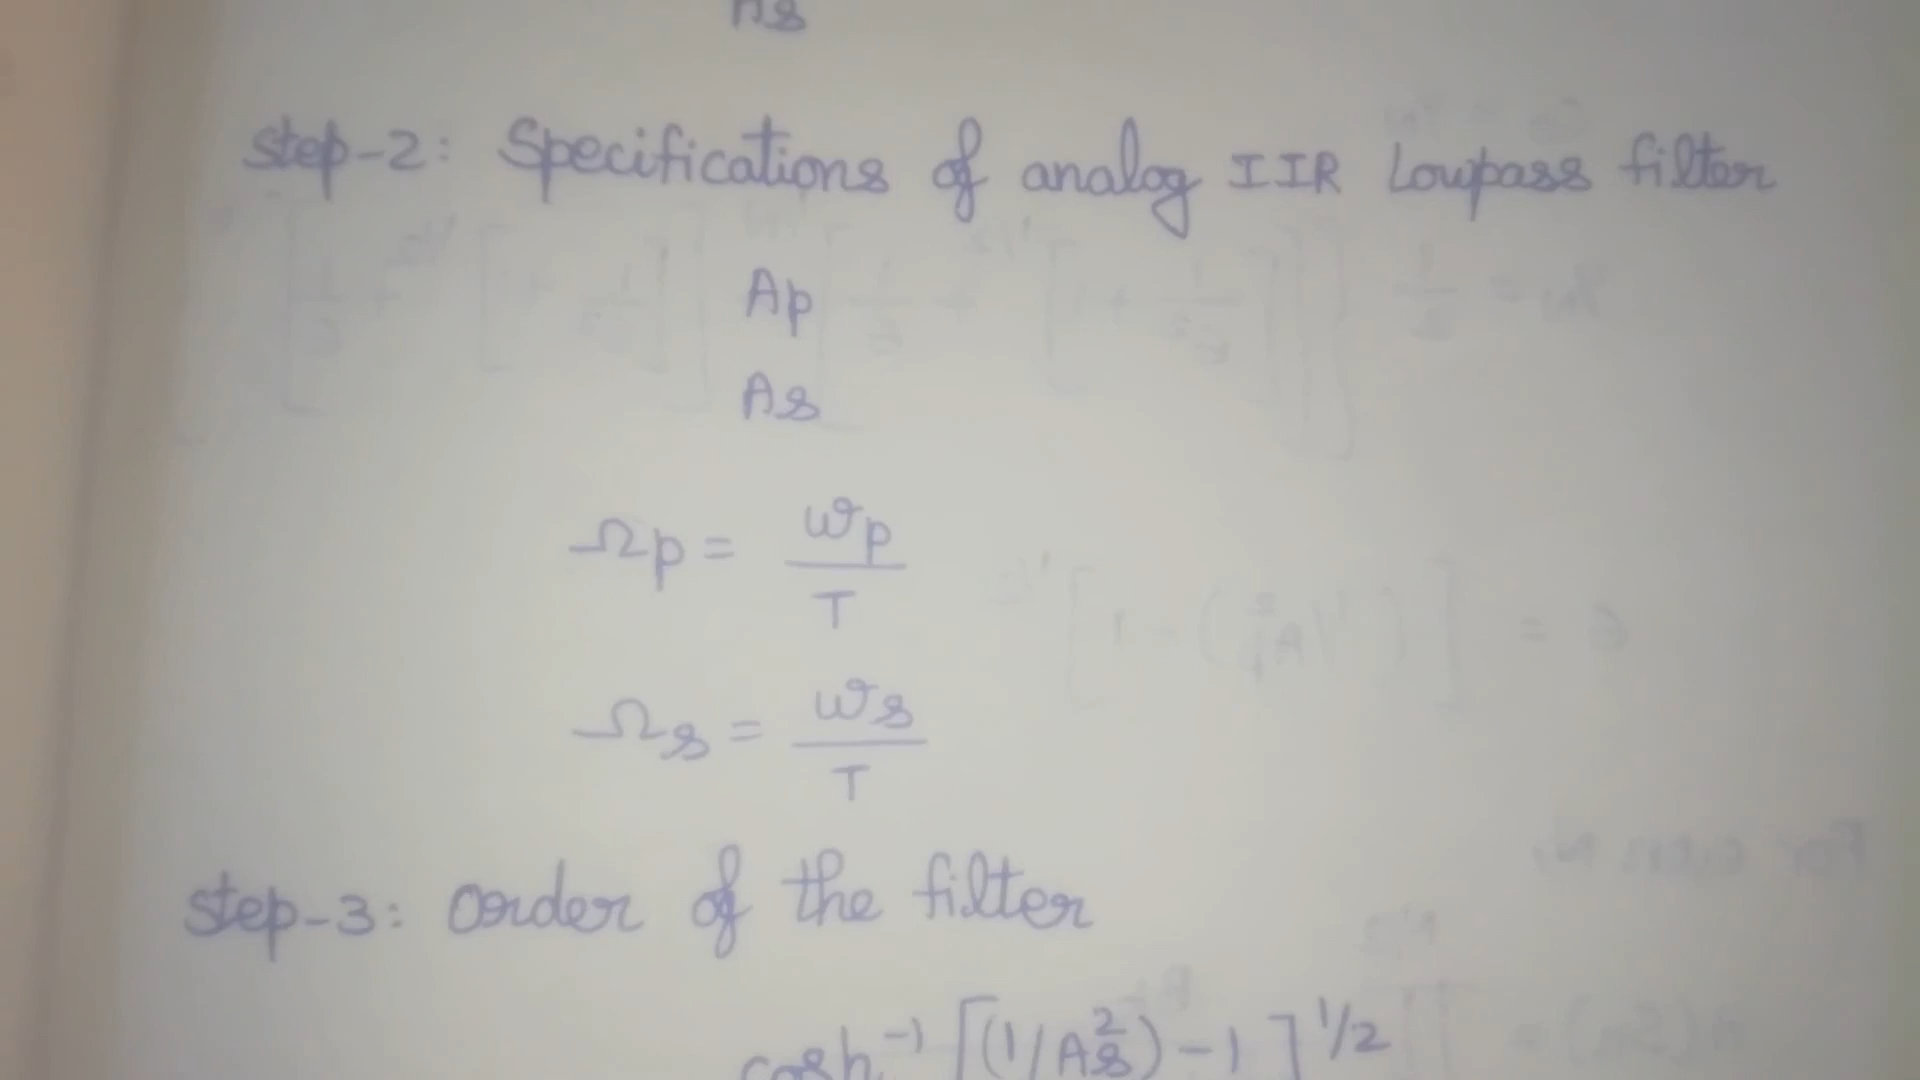 As
Step-2: Specifications of analog IIR Lowpass filter
Ap
As
Ωp = ωp / T
Ωs = ωs / T
Step-3: Order of the filter
cosh⁻¹ [(1/As²) - 1]^1/2